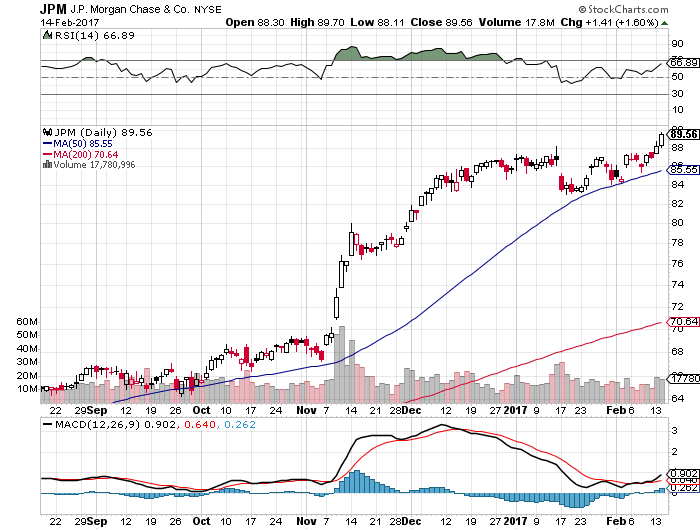 JPM J.P. Morgan Chase & Co. NYSE
© StockCharts.com
14-Feb-2017
Open 88.30 High 89.70 Low 88.11 Close 89.56 Volume 17.8M Chg +1.41 (+1.60%)
RSI(14) 66.89
90
66.89
50
30
10
JPM (Daily) 89.56
MA(50) 85.55
MA(200) 70.64
Volume 17,780,996
89.56
88
86
85.55
84
82
80
78
76
74
72
70.64
70
68
66
64
60M
50M
40M
30M
20M
10M
17780
22 29 Sep 12 19 26 Oct 10 17 24 Nov 7 14 21 28 Dec 12 19 27 2017 9 17 23 Feb 6 13
MACD(12,26,9) 0.902, 0.640, 0.262
3
2
1
0.902
0.640
0.262
22 29 Sep 12 19 26 Oct 10 17 24 Nov 7 14 21 28 Dec 12 19 27 2017 9 17 23 Feb 6 13